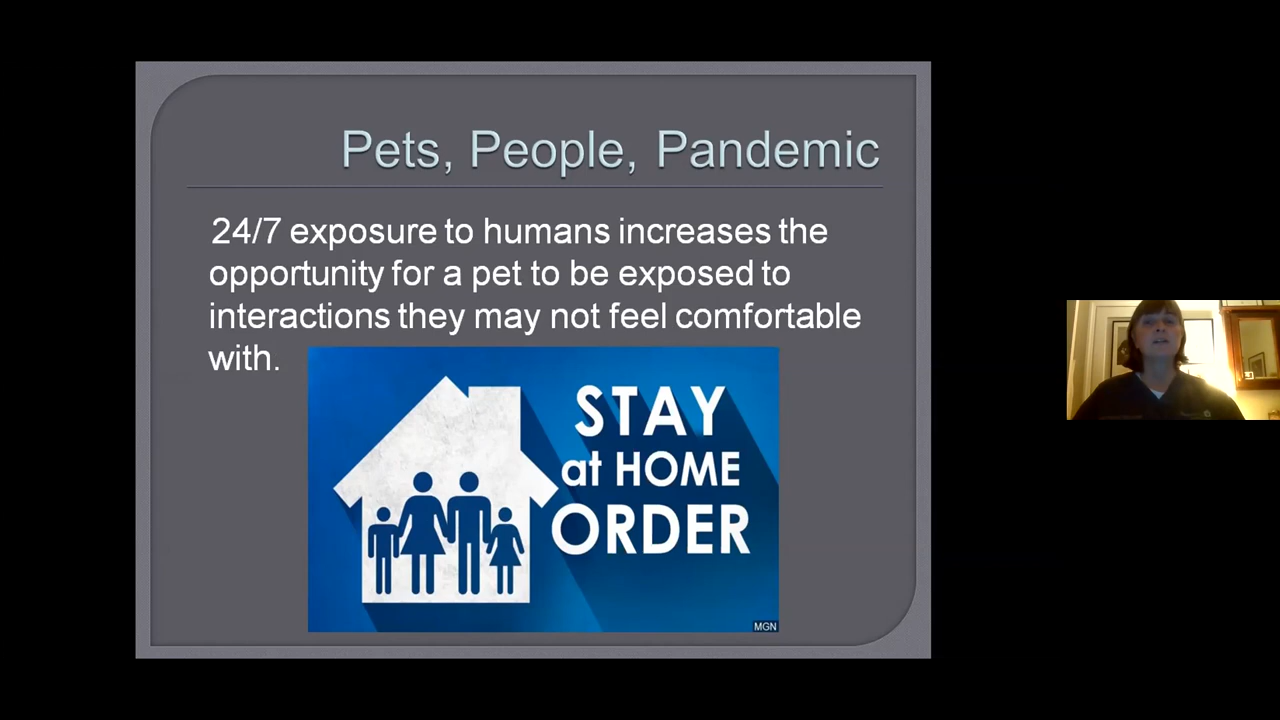 Pets, People, Pandemic
24/7 exposure to humans increases the
opportunity for a pet to be exposed to
interactions they may not feel comfortable
with.
STAY
at HOME
ORDER
MGN